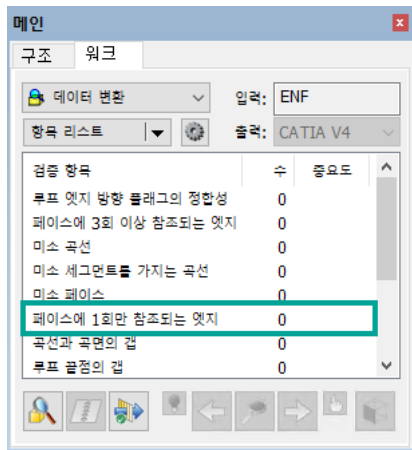 메인
구조 워크
데이터 변환 입력: ENF
항목 리스트 출력: CATIA V4
검증 항목 수 중요도
루프 엣지 방향 플래그의 정합성 0
페이스에 3회 이상 참조되는 엣지 0
미소 곡선 0
미소 세그먼트를 가지는 곡선 0
미소 페이스 0
페이스에 1회만 참조되는 엣지 0
곡선과 곡면의 갭 0
루프 끝점의 갭 0